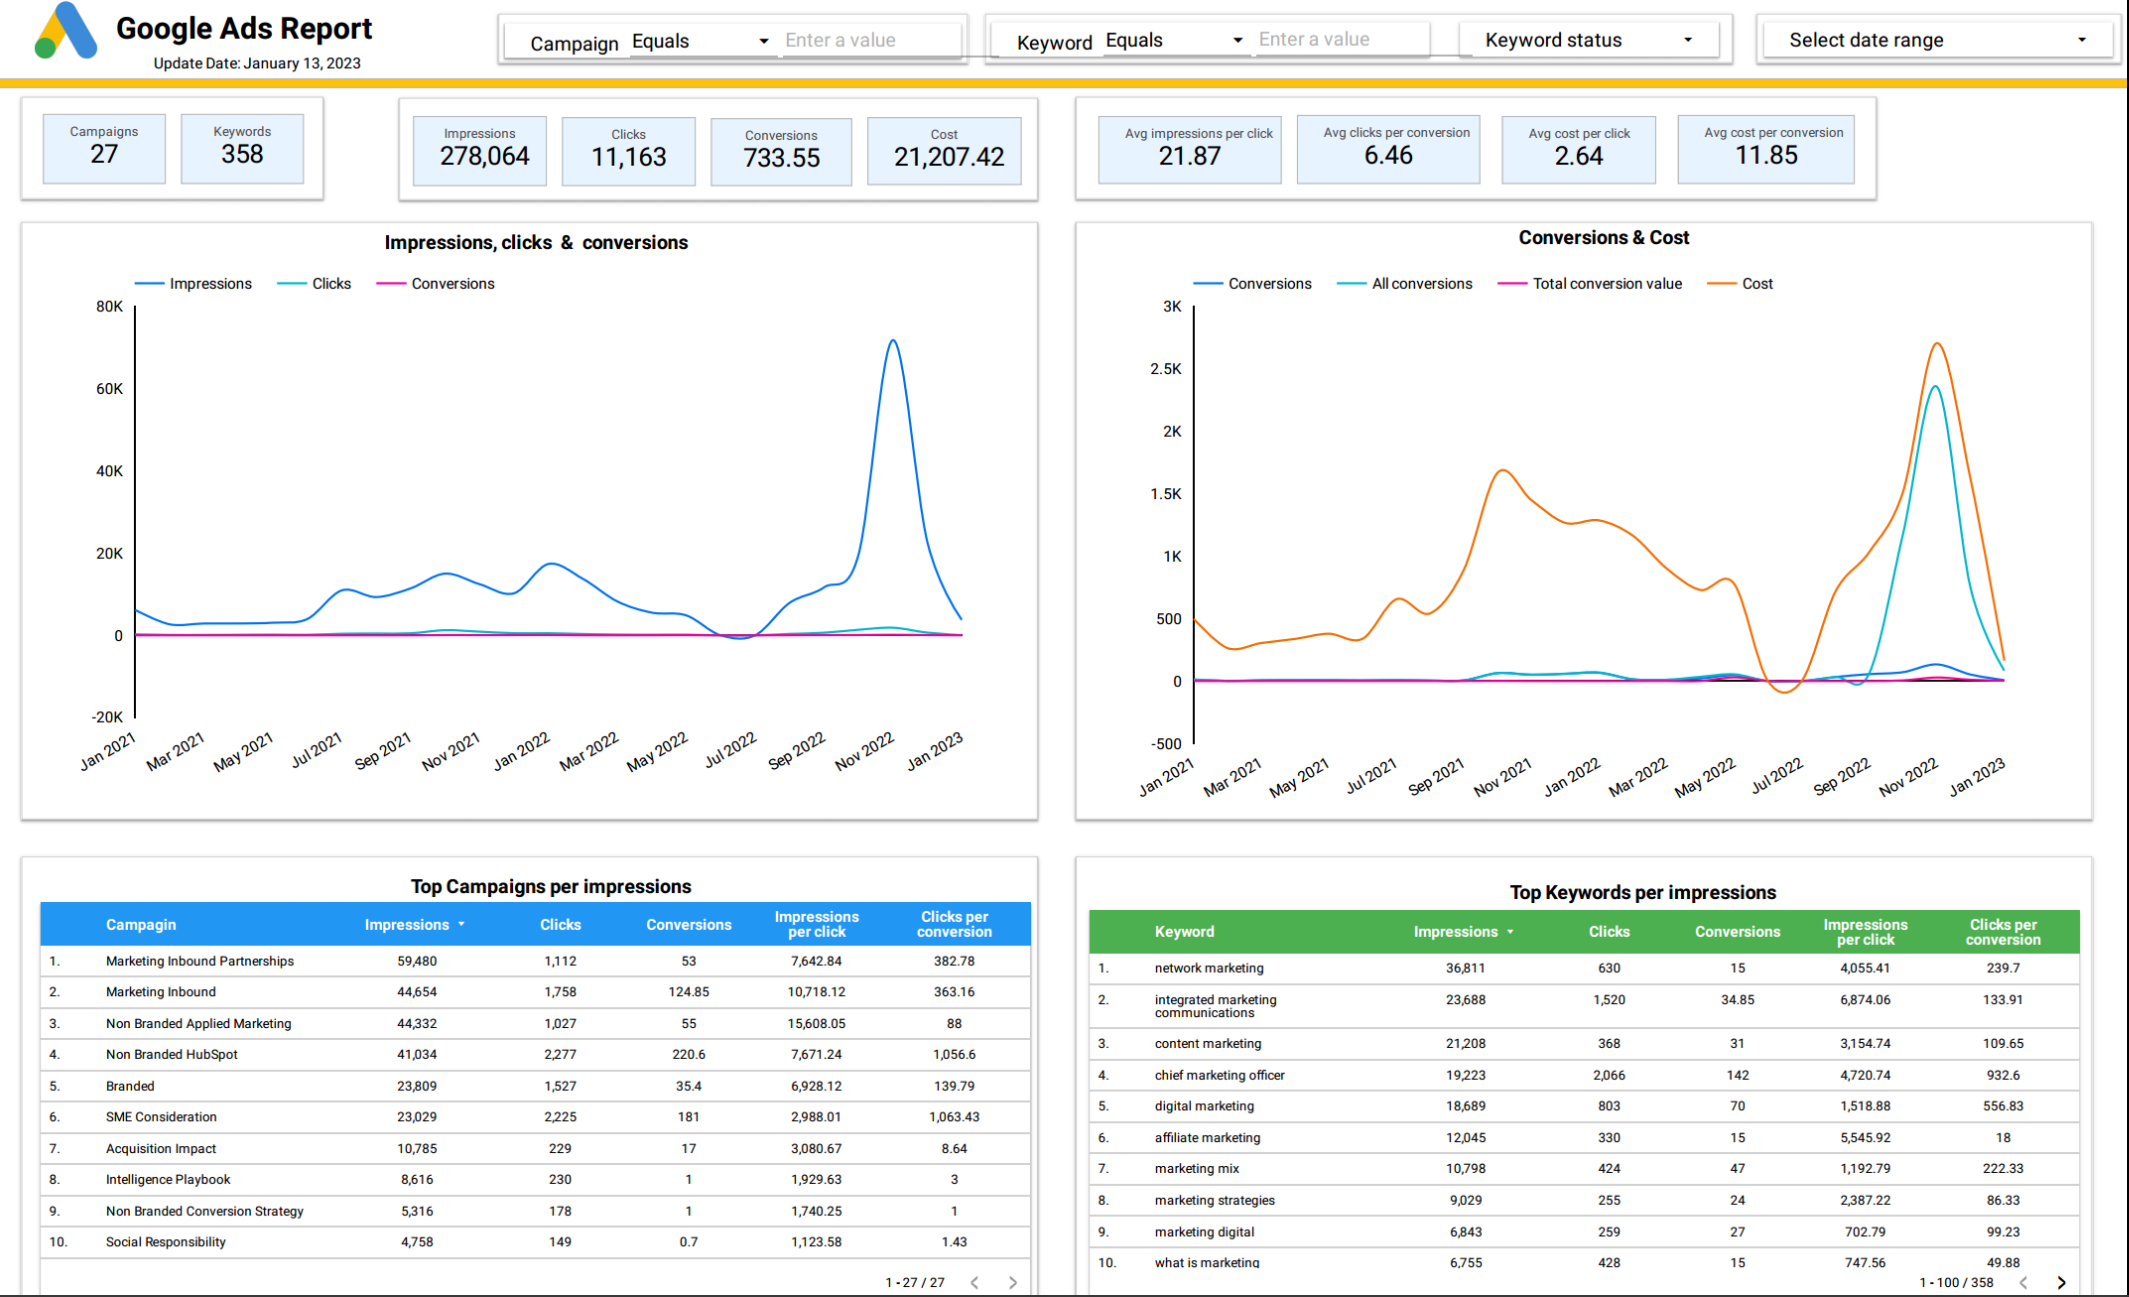 Google Ads Report
Update Date: January 13, 2023
Campaign Equals Enter a value
Keyword Equals Enter a value
Keyword status
Select date range
Campaigns
27
Keywords
358
Impressions
278,064
Clicks
11,163
Conversions
733.55
Cost
21,207.42
Avg impressions per click
21.87
Avg clicks per conversion
6.46
Avg cost per click
2.64
Avg cost per conversion
11.85
Impressions, clicks & conversions
Impressions Clicks Conversions
80K
60K
40K
20K
0
-20K
Jan 2021 Mar 2021 May 2021 Jul 2021 Sep 2021 Nov 2021 Jan 2022 Mar 2022 May 2022 Jul 2022 Sep 2022 Nov 2022 Jan 2023
Conversions & Cost
Conversions All conversions Total conversion value Cost
3K
2.5K
2K
1.5K
1K
500
0
-500
Jan 2021 Mar 2021 May 2021 Jul 2021 Sep 2021 Nov 2021 Jan 2022 Mar 2022 May 2022 Jul 2022 Sep 2022 Nov 2022 Jan 2023
Top Campaigns per impressions
Campagin Impressions Clicks Conversions Impressions per click Clicks per conversion
1. Marketing Inbound Partnerships 59,480 1,112 53 7,642.84 382.78
2. Marketing Inbound 44,654 1,758 124.85 10,718.12 363.16
3. Non Branded Applied Marketing 44,332 1,027 55 15,608.05 88
4. Non Branded HubSpot 41,034 2,277 220.6 7,671.24 1,056.6
5. Branded 23,809 1,527 35.4 6,928.12 139.79
6. SME Consideration 23,029 2,225 181 2,988.01 1,063.43
7. Acquisition Impact 10,785 229 17 3,080.67 8.64
8. Intelligence Playbook 8,616 230 1 1,929.63 3
9. Non Branded Conversion Strategy 5,316 178 1 1,740.25 1
10. Social Responsibility 4,758 149 0.7 1,123.58 1.43
1 - 27 / 27
Top Keywords per impressions
Keyword Impressions Clicks Conversions Impressions per click Clicks per conversion
1. network marketing 36,811 630 15 4,055.41 239.7
2. integrated marketing communications 23,688 1,520 34.85 6,874.06 133.91
3. content marketing 21,208 368 31 3,154.74 109.65
4. chief marketing officer 19,223 2,066 142 4,720.74 932.6
5. digital marketing 18,689 803 70 1,518.88 556.83
6. affiliate marketing 12,045 330 15 5,545.92 18
7. marketing mix 10,798 424 47 1,192.79 222.33
8. marketing strategies 9,029 255 24 2,387.22 86.33
9. marketing digital 6,843 259 27 702.79 99.23
10. what is marketing 6,755 428 15 747.56 49.88
1 - 100 / 358